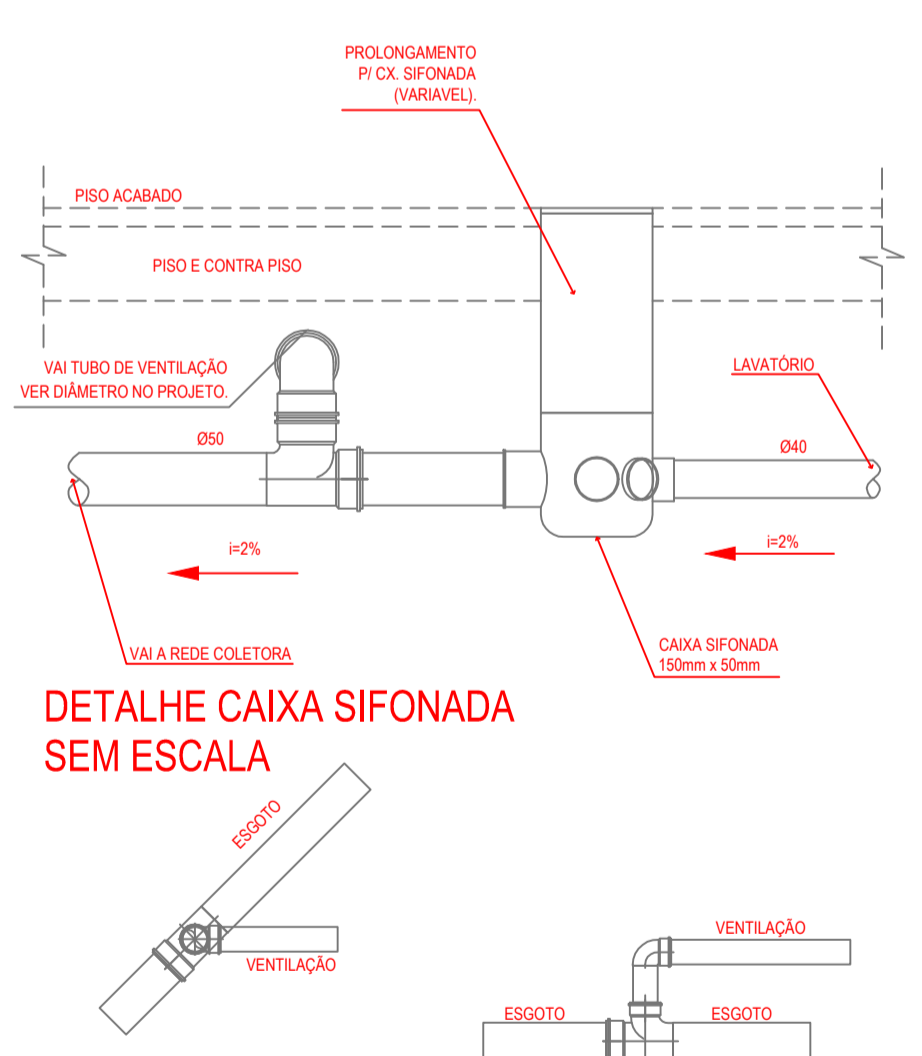 PROLONGAMENTO
P/ CX. SIFONADA
(VARIAVEL).
PISO ACABADO
PISO E CONTRA PISO
VAI TUBO DE VENTILAÇÃO
VER DIÂMETRO NO PROJETO.
LAVATÓRIO
Ø50
Ø40
i=2%
i=2%
VAI A REDE COLETORA
CAIXA SIFONADA
150mm x 50mm
DETALHE CAIXA SIFONADA
SEM ESCALA
ESGOTO
VENTILAÇÃO
VENTILAÇÃO
ESGOTO
ESGOTO